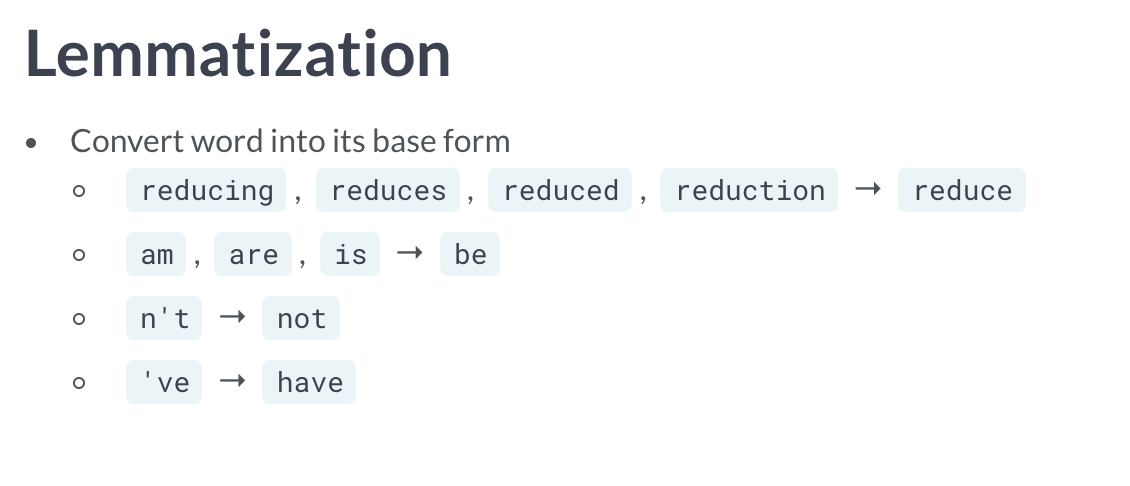 Lemmatization
• Convert word into its base form
○ reducing , reduces , reduced , reduction → reduce
○ am , are , is → be
○ n't → not
○ 've → have